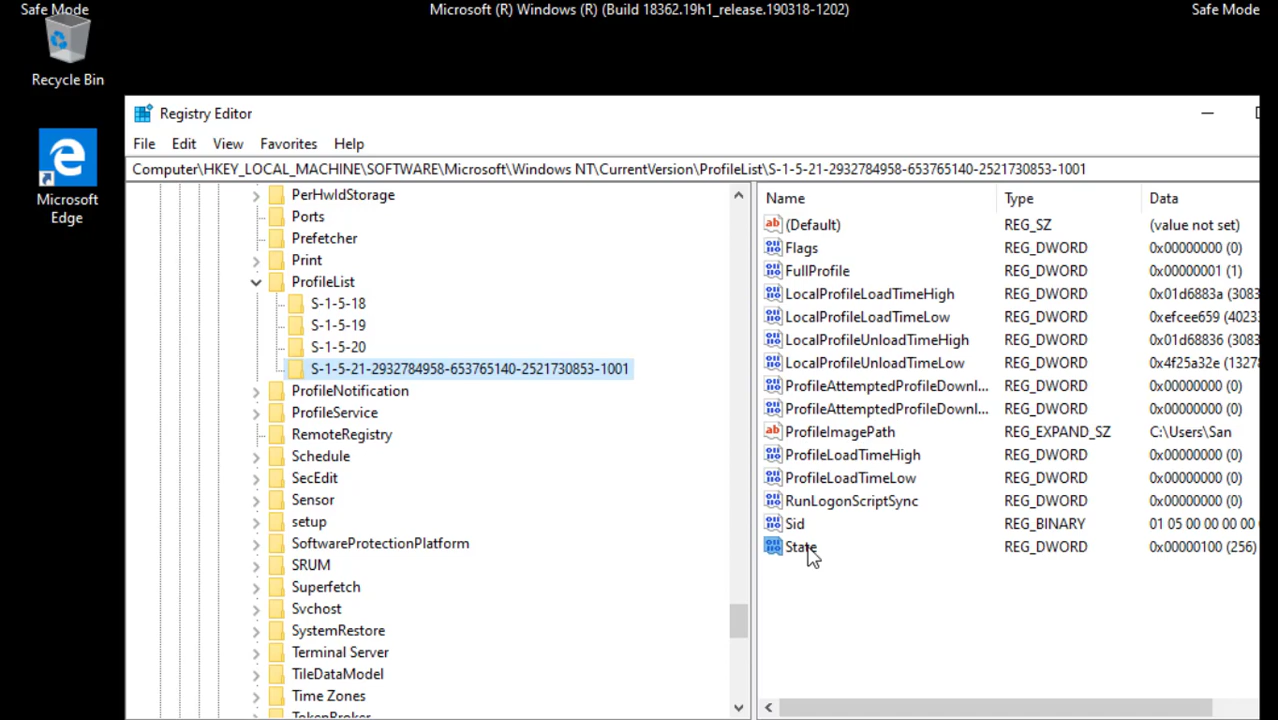 Safe Mode
Microsoft (R) Windows (R) (Build 18362.19h1_release.190318-1202)
Safe Mode
Recycle Bin
Microsoft
Edge
Registry Editor
File Edit View Favorites Help
Computer\HKEY_LOCAL_MACHINE\SOFTWARE\Microsoft\Windows NT\CurrentVersion\ProfileList\S-1-5-21-2932784958-653765140-2521730853-1001
PerHwIdStorage
Ports
Prefetcher
Print
ProfileList
S-1-5-18
S-1-5-19
S-1-5-20
S-1-5-21-2932784958-653765140-2521730853-1001
ProfileNotification
ProfileService
RemoteRegistry
Schedule
SecEdit
Sensor
setup
SoftwareProtectionPlatform
SRUM
Superfetch
Svchost
SystemRestore
Terminal Server
TileDataModel
Time Zones
TokenBroker
Name Type Data
(Default) REG_SZ (value not set)
Flags REG_DWORD 0x00000000 (0)
FullProfile REG_DWORD 0x00000001 (1)
LocalProfileLoadTimeHigh REG_DWORD 0x01d6883a (3083
LocalProfileLoadTimeLow REG_DWORD 0xefcee659 (4023
LocalProfileUnloadTimeHigh REG_DWORD 0x01d68836 (3083
LocalProfileUnloadTimeLow REG_DWORD 0x4f25a32e (1327
ProfileAttemptedProfileDownl... REG_DWORD 0x00000000 (0)
ProfileAttemptedProfileDownl... REG_DWORD 0x00000000 (0)
ProfileImagePath REG_EXPAND_SZ C:\Users\San
ProfileLoadTimeHigh REG_DWORD 0x00000000 (0)
ProfileLoadTimeLow REG_DWORD 0x00000000 (0)
RunLogonScriptSync REG_DWORD 0x00000000 (0)
Sid REG_BINARY 01 05 00 00 00 00
State REG_DWORD 0x00000100 (256)